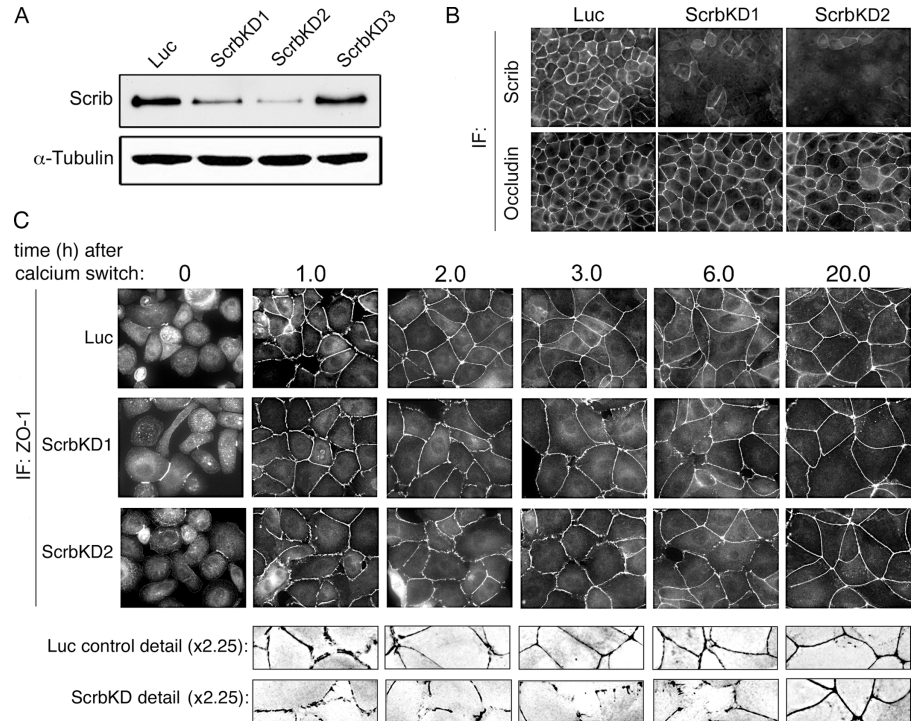 A
Luc
ScrbKD1
ScrbKD2
ScrbKD3
Scrib
α-Tubulin
B
Luc
ScrbKD1
ScrbKD2
IF:
Scrib
Occludin
C
time (h) after
calcium switch:
0
1.0
2.0
3.0
6.0
20.0
IF: ZO-1
Luc
ScrbKD1
ScrbKD2
Luc control detail (x2.25):
ScrbKD detail (x2.25):